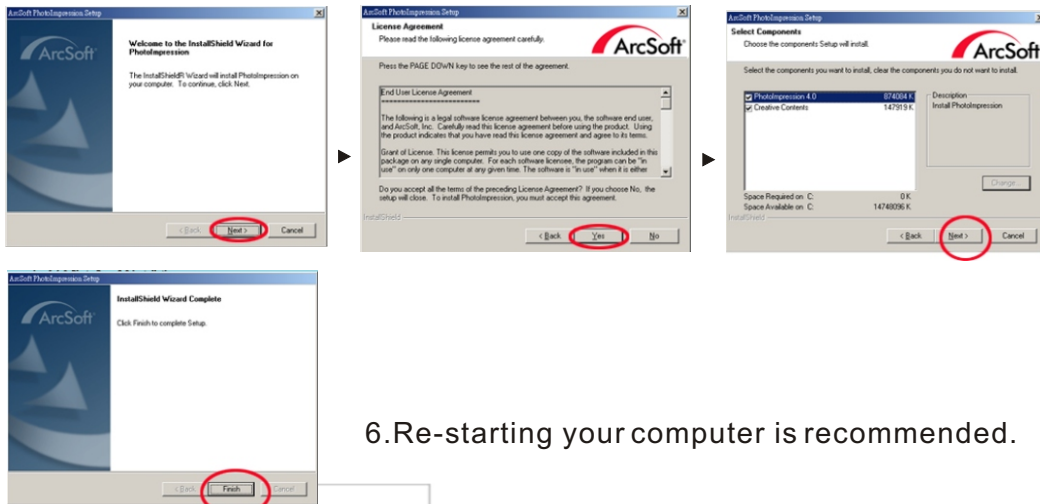 ArcSoft PhotoImpression Setup
ArcSoft
Welcome to the InstallShield Wizard for
PhotoImpression
The InstallShieldR Wizard will install PhotoImpression on
your computer. To continue, click Next.
< Back
Next >
Cancel
ArcSoft PhotoImpression Setup
License Agreement
Please read the following license agreement carefully.
ArcSoft
Press the PAGE DOWN key to see the rest of the agreement.
End User License Agreement
==========================
The following is a legal software license agreement between you, the software end user,
and ArcSoft, Inc. Carefully read this license agreement before using the product. Using
the product indicates that you have read this license agreement and agree to its terms.
Grant of License. This license permits you to use one copy of the software included in this
package on any single computer. For each software licensee, the program can be "in
use" on only one computer at any given time. The software is "in use" when it is either
Do you accept all the terms of the preceding License Agreement? If you choose No, the
setup will close. To install PhotoImpression, you must accept this agreement.
InstallShield
< Back
Yes
No
ArcSoft PhotoImpression Setup
Select Components
Choose the components Setup will install.
ArcSoft
Select the components you want to install, clear the components you do not want to install.
PhotoImpression 4.0 874084 K
Creative Contents 147919 K
Description
Install PhotoImpression
Change...
Space Required on C: 0 K
Space Available on C: 14748096 K
InstallShield
< Back
Next >
Cancel
ArcSoft PhotoImpression Setup
ArcSoft
InstallShield Wizard Complete
Click Finish to complete Setup.
< Back
Finish
Cancel
6.Re-starting your computer is recommended.